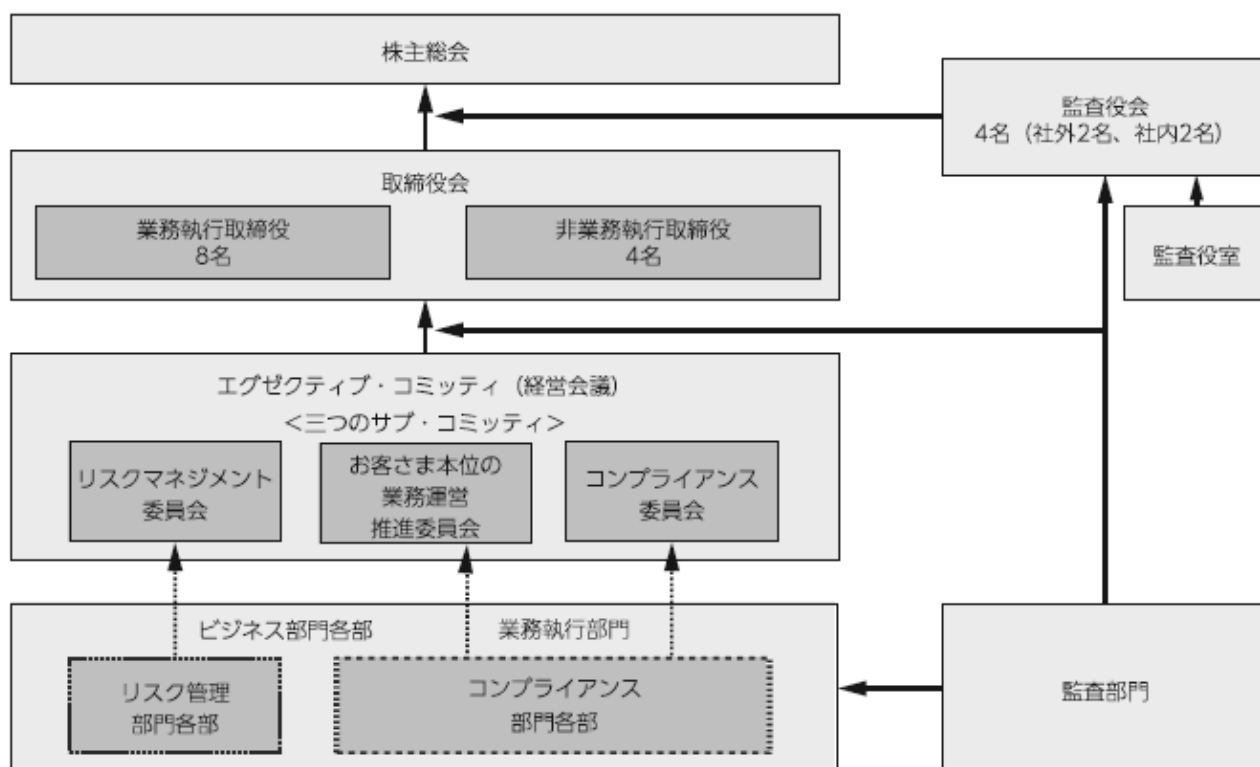 株主総会
監査役会
4名（社外2名、社内2名）
取締役会
業務執行取締役
8名
非業務執行取締役
4名
監査役室
エグゼクティブ・コミッティ（経営会議）
＜三つのサブ・コミッティ＞
リスクマネジメント
委員会
お客さま本位の
業務運営
推進委員会
コンプライアンス
委員会
ビジネス部門各部
業務執行部門
リスク管理
部門各部
コンプライアンス
部門各部
監査部門